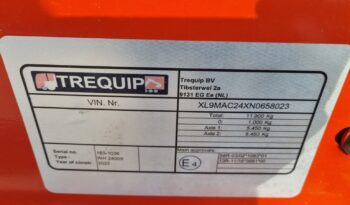 TREQUIP
Trequip BV
Tibsterwei 2a
9131 EG Ee (NL)
VIN. Nr.
XL9MAC24XN0658023
Total: 11.900 Kg
0: 1.000 Kg
Axle 1: 5.450 Kg
Axle 2: 5.450 Kg
Serial no:
Type:
Year of constr: 2022
Main approvals:
E4